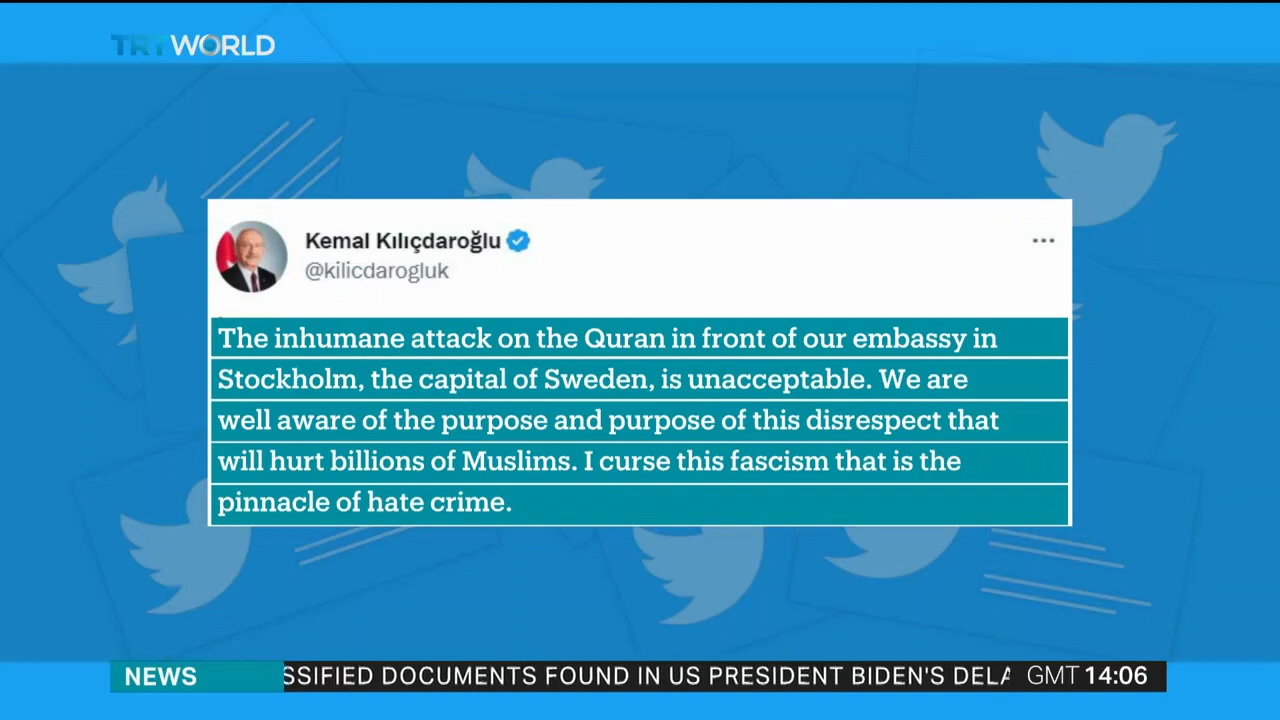 TRT WORLD
Kemal Kılıçdaroğlu
@kilicdarogluk
The inhumane attack on the Quran in front of our embassy in
Stockholm, the capital of Sweden, is unacceptable. We are
well aware of the purpose and purpose of this disrespect that
will hurt billions of Muslims. I curse this fascism that is the
pinnacle of hate crime.
NEWS SSIFIED DOCUMENTS FOUND IN US PRESIDENT BIDEN'S DELA GMT 14:06